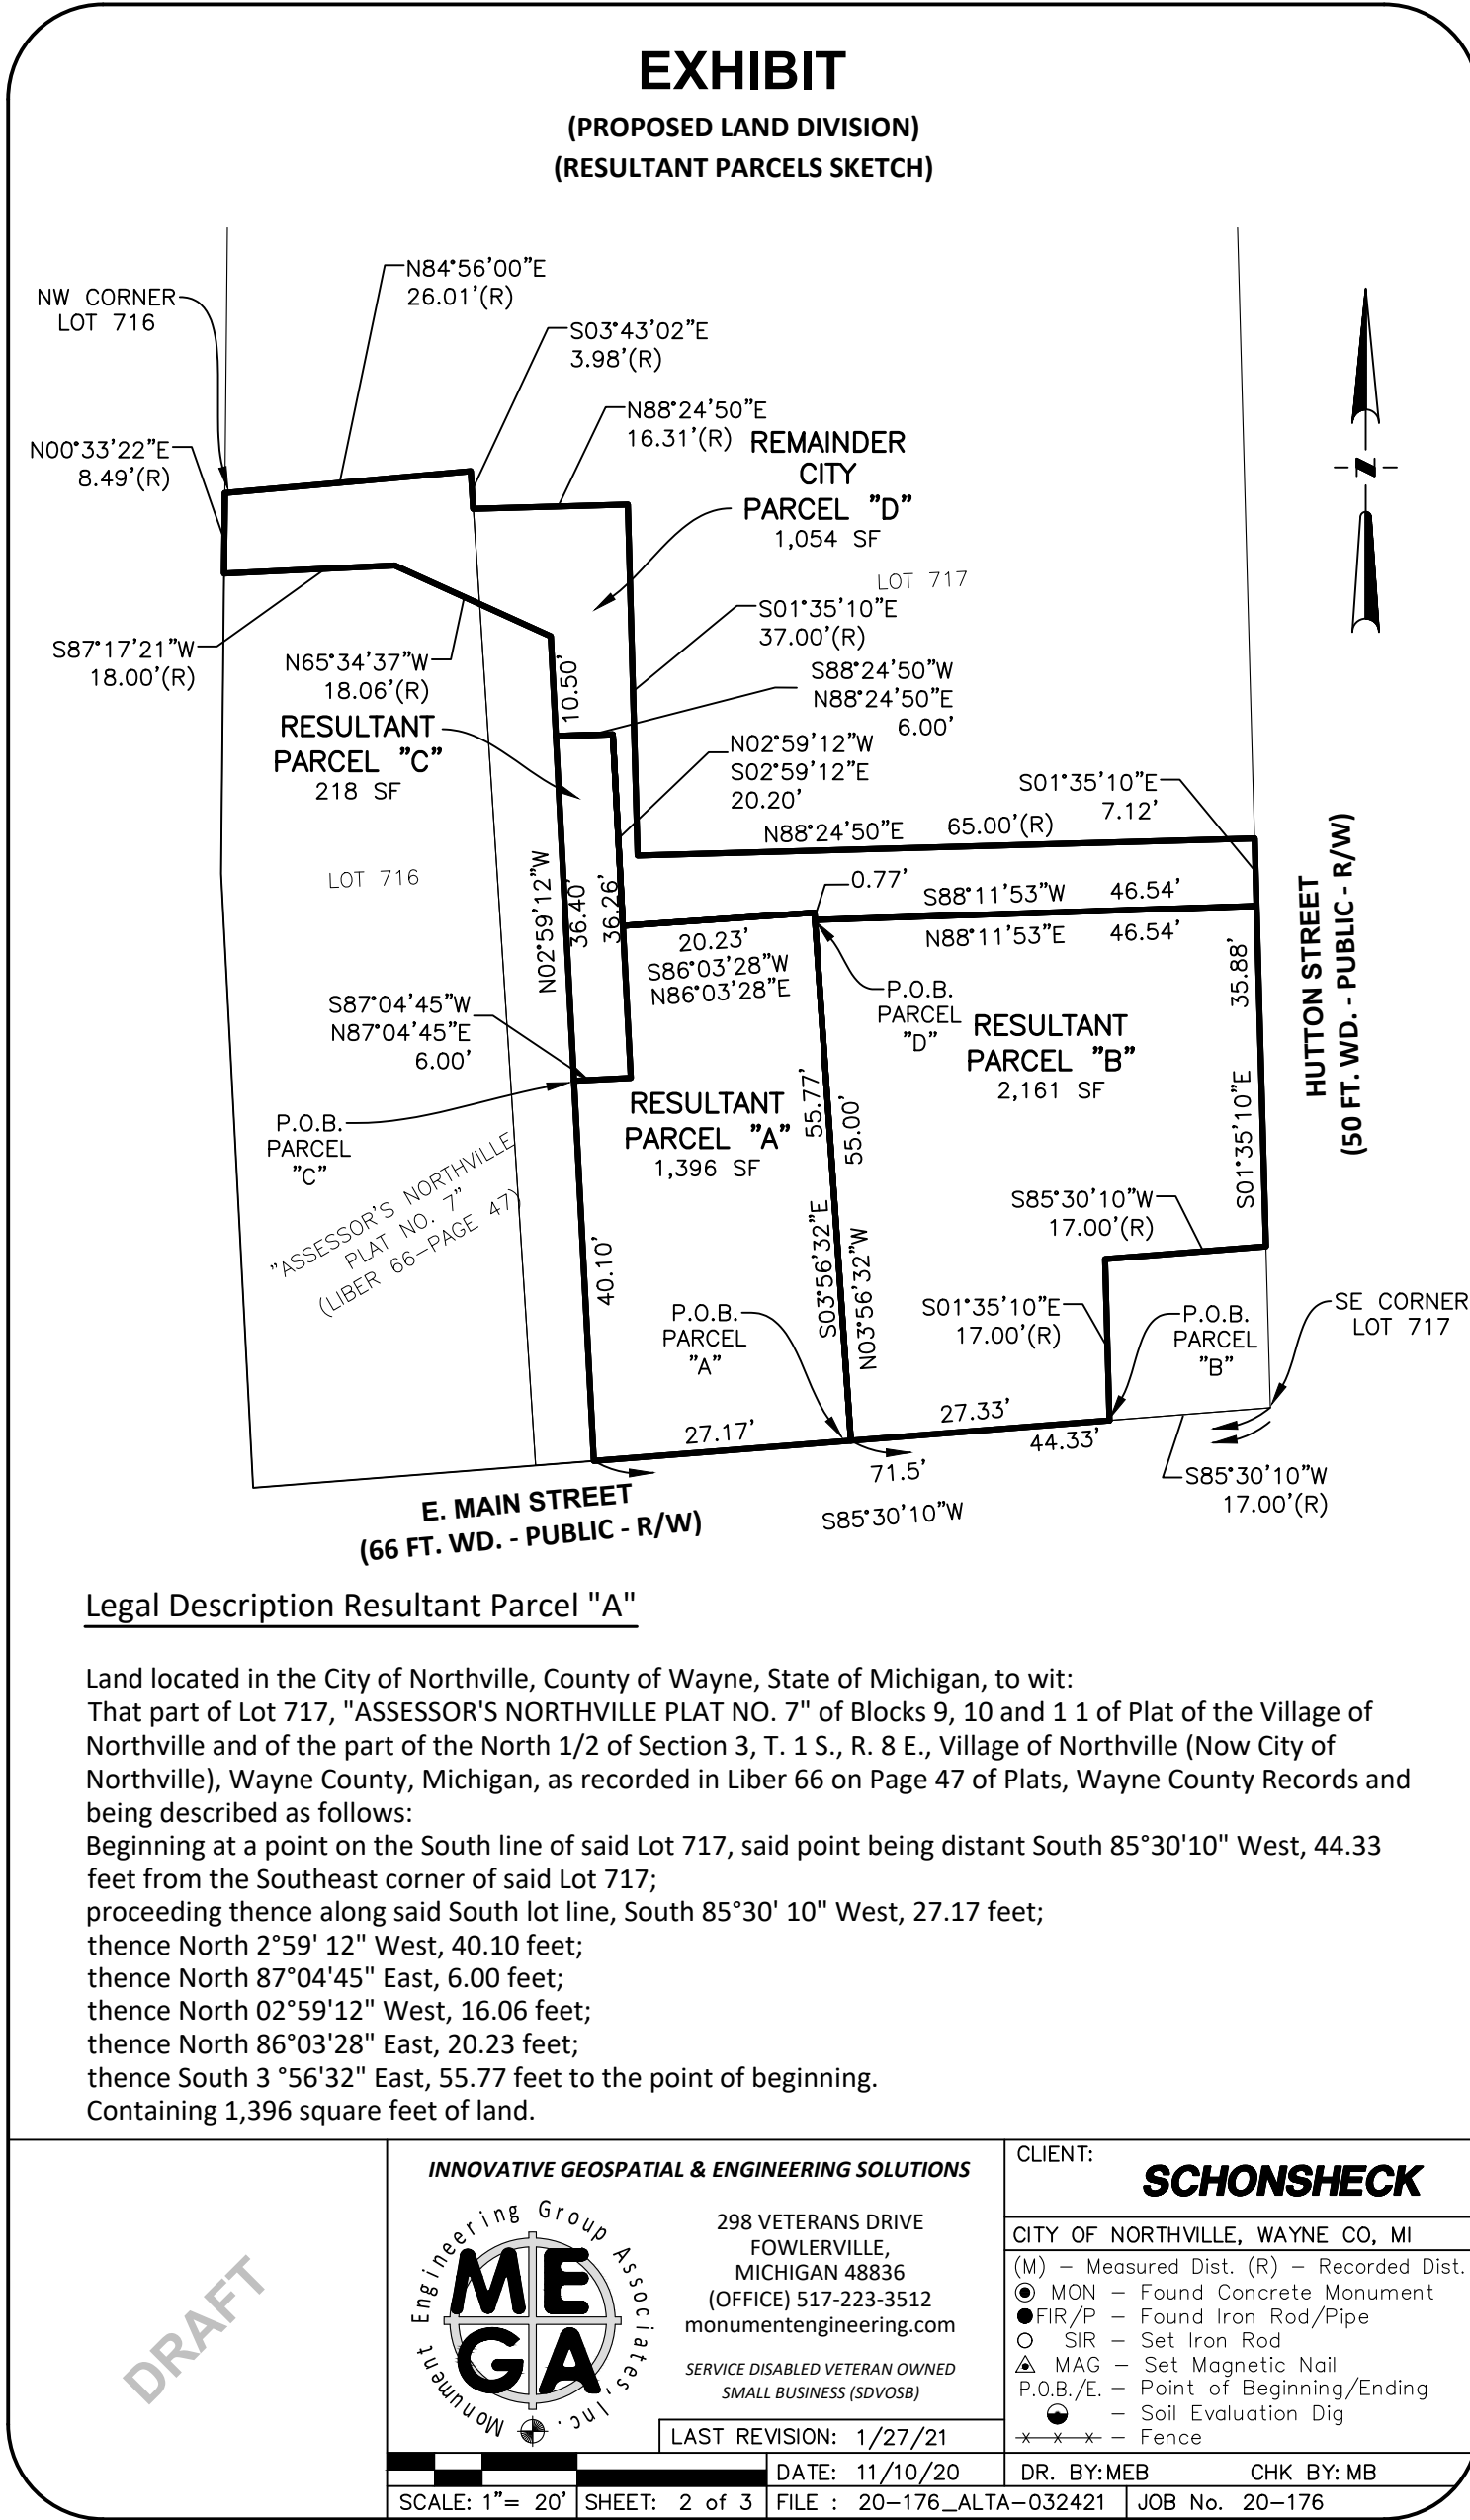 EXHIBIT
(PROPOSED LAND DIVISION)
(RESULTANT PARCELS SKETCH)
N84°56'00"E
26.01'(R)
NW CORNER
LOT 716
S03°43'02"E
3.98'(R)
N88°24'50"E
16.31'(R)
REMAINDER
CITY
PARCEL "D"
1,054 SF
N00°33'22"E
8.49'(R)
LOT 717
S01°35'10"E
37.00'(R)
S87°17'21"W
18.00'(R)
N65°34'37"W
18.06'(R)
10.50'
S88°24'50"W
N88°24'50"E
6.00'
RESULTANT
PARCEL "C"
218 SF
N02°59'12"W
S02°59'12"E
20.20'
S01°35'10"E
7.12'
N88°24'50"E 65.00'(R)
LOT 716
N02°59'12"W
36.40'
36.26'
0.77'
S88°11'53"W 46.54'
N88°11'53"E 46.54'
20.23'
S86°03'28"W
N86°03'28"E
P.O.B.
PARCEL
"D"
35.88'
S01°35'10"E
HUTTON STREET
(50 FT. WD. - PUBLIC - R/W)
S87°04'45"W
N87°04'45"E
6.00'
RESULTANT
PARCEL "B"
2,161 SF
P.O.B.
PARCEL
"C"
RESULTANT
PARCEL "A"
1,396 SF
55.77'
55.00'
S03°56'32"E
N03°56'32"W
"ASSESSOR'S NORTHVILLE
PLAT NO. 7"
(LIBER 66-PAGE 47)
40.10'
S85°30'10"W
17.00'(R)
P.O.B.
PARCEL
"A"
S01°35'10"E
17.00'(R)
P.O.B.
PARCEL
"B"
SE CORNER
LOT 717
27.17'
27.33'
44.33'
71.5'
S85°30'10"W
S85°30'10"W
17.00'(R)
E. MAIN STREET
(66 FT. WD. - PUBLIC - R/W)
N
Legal Description Resultant Parcel "A"
Land located in the City of Northville, County of Wayne, State of Michigan, to wit:
That part of Lot 717, "ASSESSOR'S NORTHVILLE PLAT NO. 7" of Blocks 9, 10 and 1 1 of Plat of the Village of
Northville and of the part of the North 1/2 of Section 3, T. 1 S., R. 8 E., Village of Northville (Now City of
Northville), Wayne County, Michigan, as recorded in Liber 66 on Page 47 of Plats, Wayne County Records and
being described as follows:
Beginning at a point on the South line of said Lot 717, said point being distant South 85°30'10" West, 44.33
feet from the Southeast corner of said Lot 717;
proceeding thence along said South lot line, South 85°30' 10" West, 27.17 feet;
thence North 2°59' 12" West, 40.10 feet;
thence North 87°04'45" East, 6.00 feet;
thence North 02°59'12" West, 16.06 feet;
thence North 86°03'28" East, 20.23 feet;
thence South 3 °56'32" East, 55.77 feet to the point of beginning.
Containing 1,396 square feet of land.
DRAFT
INNOVATIVE GEOSPATIAL & ENGINEERING SOLUTIONS
Monument Engineering Group Associates, Inc.
ME
GA
298 VETERANS DRIVE
FOWLERVILLE,
MICHIGAN 48836
(OFFICE) 517-223-3512
monumentengineering.com
SERVICE DISABLED VETERAN OWNED
SMALL BUSINESS (SDVOSB)
LAST REVISION: 1/27/21
CLIENT:
SCHONSHECK
CITY OF NORTHVILLE, WAYNE CO, MI
(M) - Measured Dist. (R) - Recorded Dist.
MON - Found Concrete Monument
FIR/P - Found Iron Rod/Pipe
SIR - Set Iron Rod
MAG - Set Magnetic Nail
P.O.B./E. - Point of Beginning/Ending
- Soil Evaluation Dig
x x x - Fence
DATE: 11/10/20
DR. BY:MEB CHK BY: MB
SCALE: 1"= 20' SHEET: 2 of 3 FILE : 20-176_ALTA-032421 JOB No. 20-176